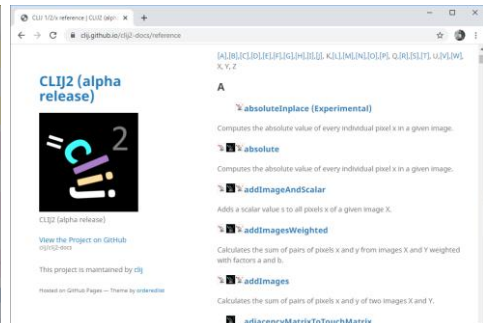 CLIJ 1/2/x reference | CLIJ2 (alph
clij.github.io/clij2-docs/reference
CLIJ2 (alpha
release)
2
clij
CLIJ2 (alpha release)
View the Project on GitHub
clij/clij2-docs
This project is maintained by clij
Hosted on GitHub Pages — Theme by orderedlist
[A],[B],[C],[D],[E],[F],[G],[H],[I],[J], K,[L],[M],[N],[O],[P], Q,[R],[S],[T], U,[V],[W],
X, Y, Z
A
absoluteInplace (Experimental)
Computes the absolute value of every individual pixel x in a given image.
absolute
Computes the absolute value of every individual pixel x in a given image.
addImageAndScalar
Adds a scalar value s to all pixels x of a given image X.
addImagesWeighted
Calculates the sum of pairs of pixels x and y from images X and Y weighted
with factors a and b.
addImages
Calculates the sum of pairs of pixels x and y of two images X and Y.
adjacencyMatrixToTouchMatrix